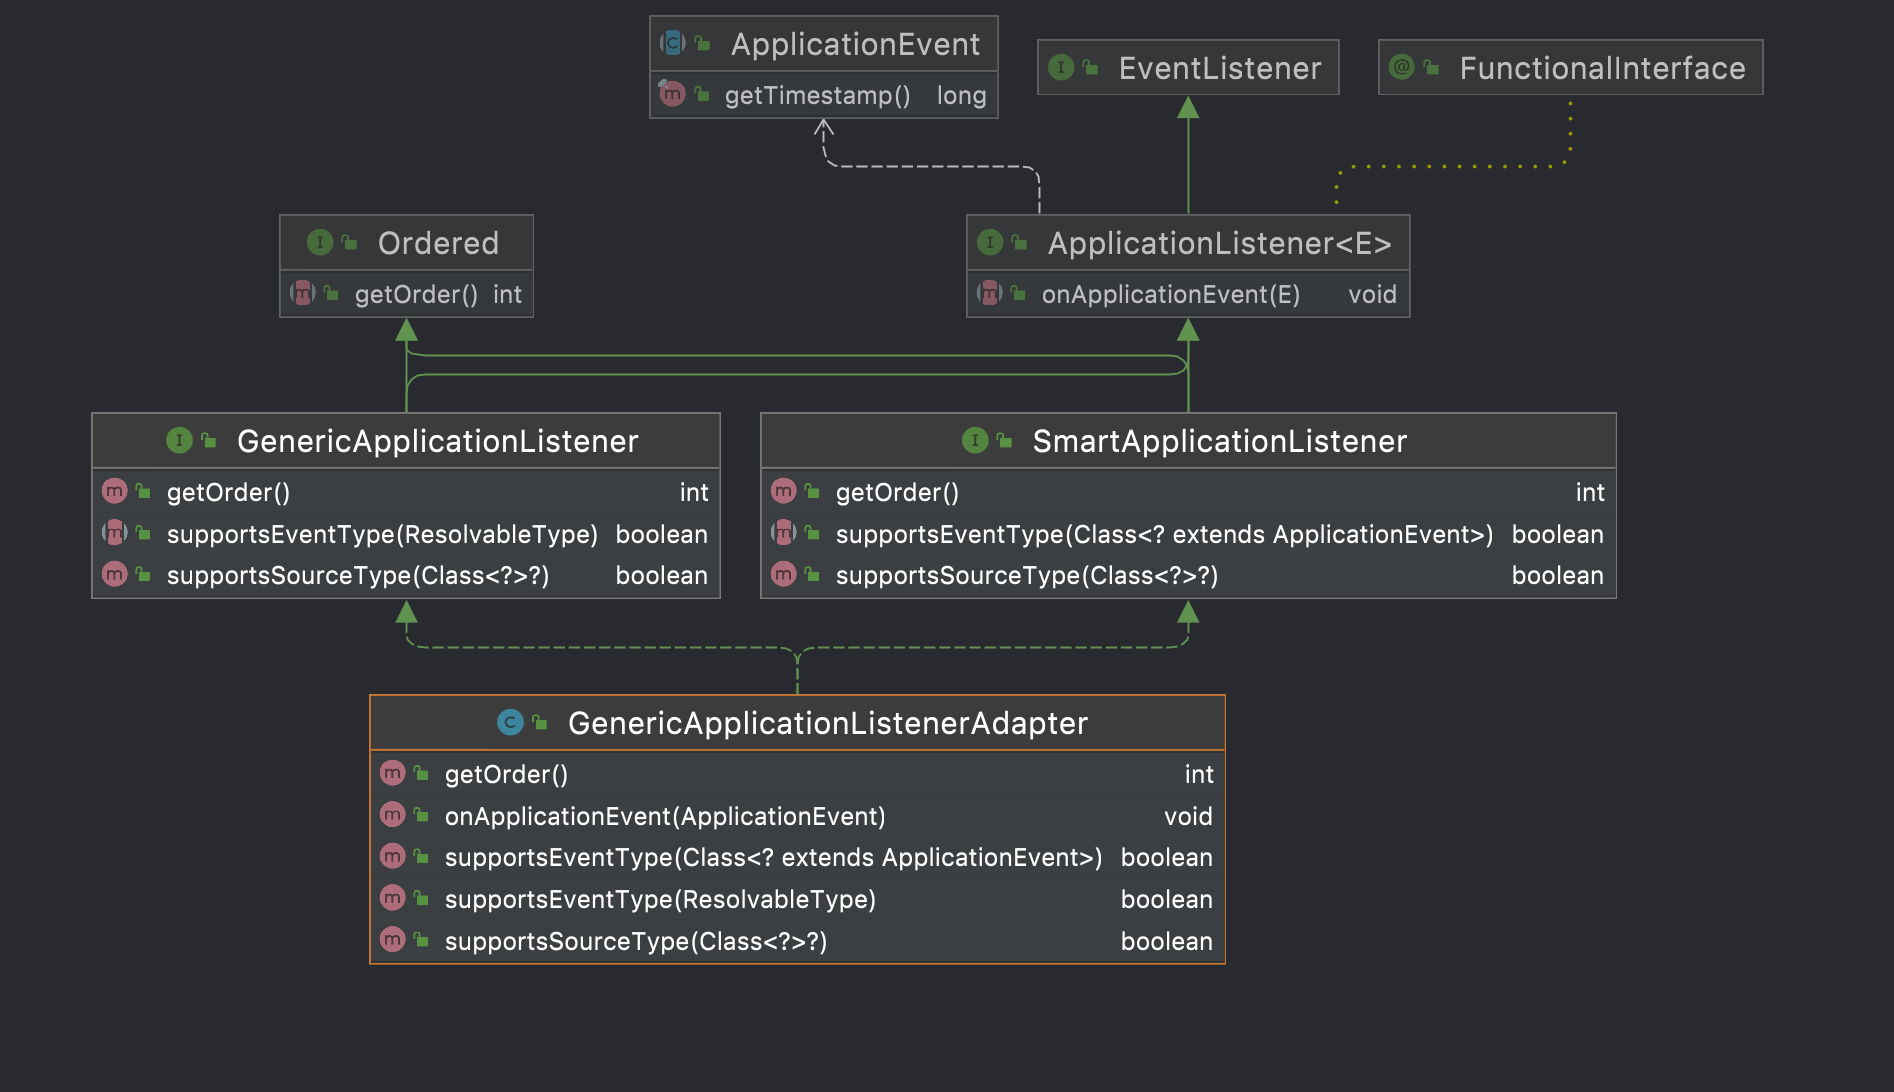 ApplicationEvent
getTimestamp() long
EventListener
FunctionalInterface
Ordered
getOrder() int
ApplicationListener<E>
onApplicationEvent(E) void
GenericApplicationListener
getOrder() int
supportsEventType(ResolvableType) boolean
supportsSourceType(Class<?>?) boolean
SmartApplicationListener
getOrder() int
supportsEventType(Class<? extends ApplicationEvent>) boolean
supportsSourceType(Class<?>?) boolean
GenericApplicationListenerAdapter
getOrder() int
onApplicationEvent(ApplicationEvent) void
supportsEventType(Class<? extends ApplicationEvent>) boolean
supportsEventType(ResolvableType) boolean
supportsSourceType(Class<?>?) boolean